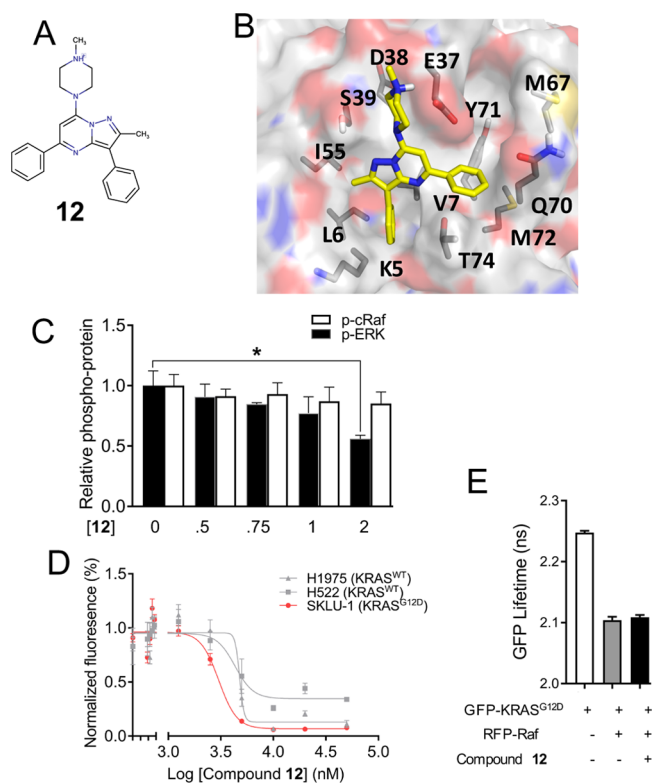 A
CH₃
NH⁺
N
N
N
N
CH₃
12
B
D38
E37
M67
S39
Y71
I55
V7
Q70
L6
M72
K5
T74
C
p-cRaf
p-ERK
*
Relative phospho-protein
1.5
1.0
0.5
0.0
[12] 0 .5 .75 1 2
D
H1975 (KRASᵂᵀ)
H522 (KRASᵂᵀ)
SKLU-1 (KRASᴳ¹²ᴰ)
Normalized fluoresence (%)
1.5
1.0
0.5
0.0
3.0 3.5 4.0 4.5 5.0
Log [Compound 12] (nM)
E
GFP Lifetime (ns)
2.3
2.2
2.1
2.0
GFP-KRASᴳ¹²ᴰ + + +
RFP-Raf - + +
Compound 12 - - +